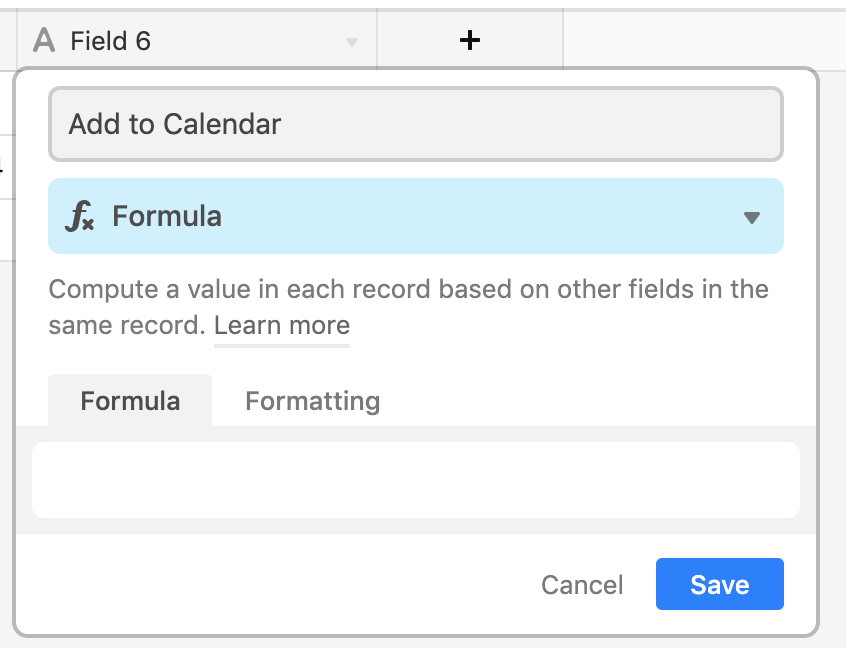 A Field 6
+
Add to Calendar
fx Formula
Compute a value in each record based on other fields in the
same record. Learn more
Formula Formatting
Cancel Save